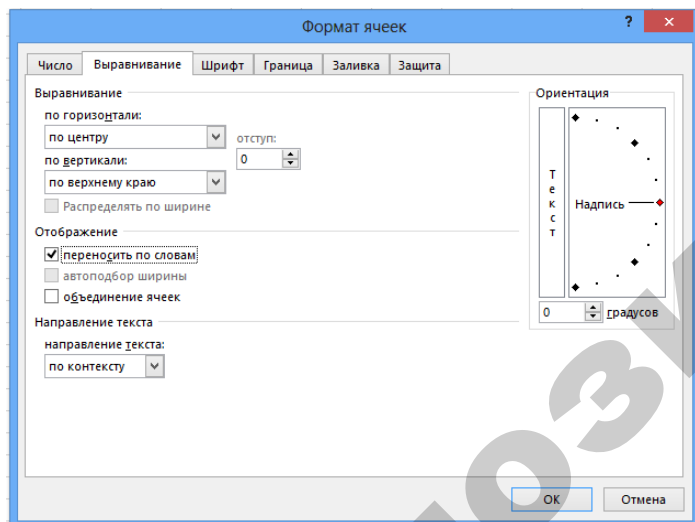 Формат ячеек
?
×
Число Выравнивание Шрифт Граница Заливка Защита
Выравнивание
по горизонтали:
по центру
отступ:
по вертикали:
0
по верхнему краю
Распределять по ширине
Отображение
переносить по словам
автоподбор ширины
объединение ячеек
Направление текста
направление текста:
по контексту
Ориентация
Текст
Надпись
0 градусов
ОК Отмена